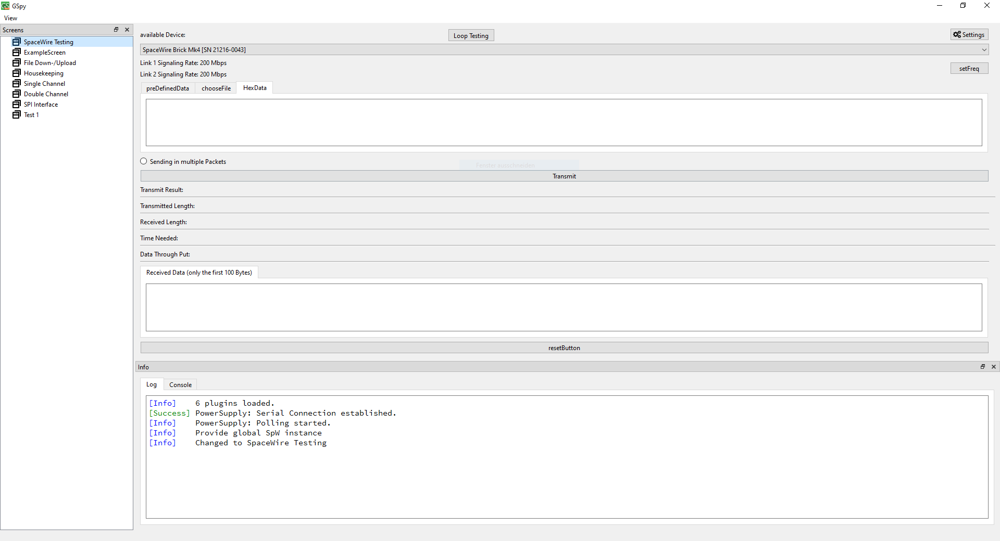 GSpy
View
Screens
SpaceWire Testing
ExampleScreen
File Down-/Upload
Housekeeping
Single Channel
Double Channel
SPI Interface
Test 1
available Device:
Loop Testing
Settings
SpaceWire Brick Mk4 [SN 21216-0043]
Link 1 Signaling Rate: 200 Mbps
setFreq
Link 2 Signaling Rate: 200 Mbps
preDefinedData chooseFile HexData
Sending in multiple Packets
Fenster ausschneiden
Transmit
Transmit Result:
Transmitted Length:
Received Length:
Time Needed:
Data Through Put:
Received Data (only the first 100 Bytes)
resetButton
Info
Log Console
[Info] 6 plugins loaded.
[Success] PowerSupply: Serial Connection established.
[Info] PowerSupply: Polling started.
[Info] Provide global SpW instance
[Info] Changed to SpaceWire Testing